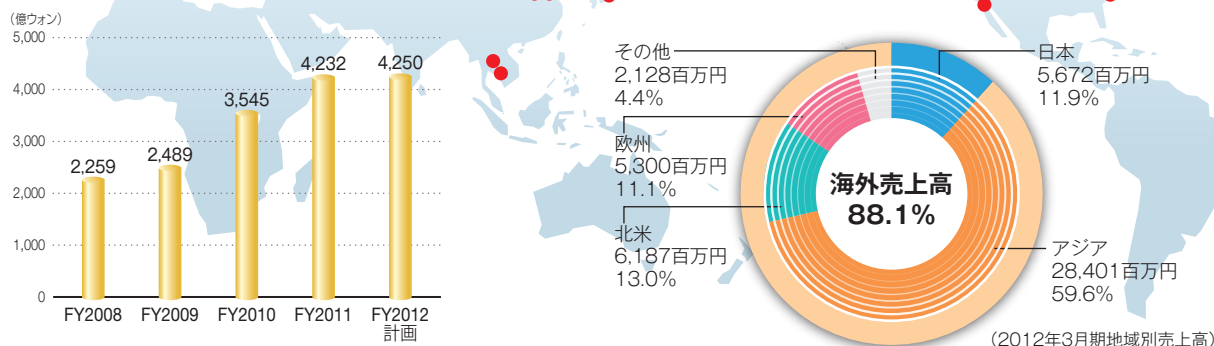 （億ウォン）
5,000
4,000
3,000
2,000
1,000
0
2,259
2,489
3,545
4,232
4,250
FY2008
FY2009
FY2010
FY2011
FY2012
計画
その他
2,128百万円
4.4%
欧州
5,300百万円
11.1%
北米
6,187百万円
13.0%
海外売上高
88.1%
日本
5,672百万円
11.9%
アジア
28,401百万円
59.6%
（2012年3月期地域別売上高）